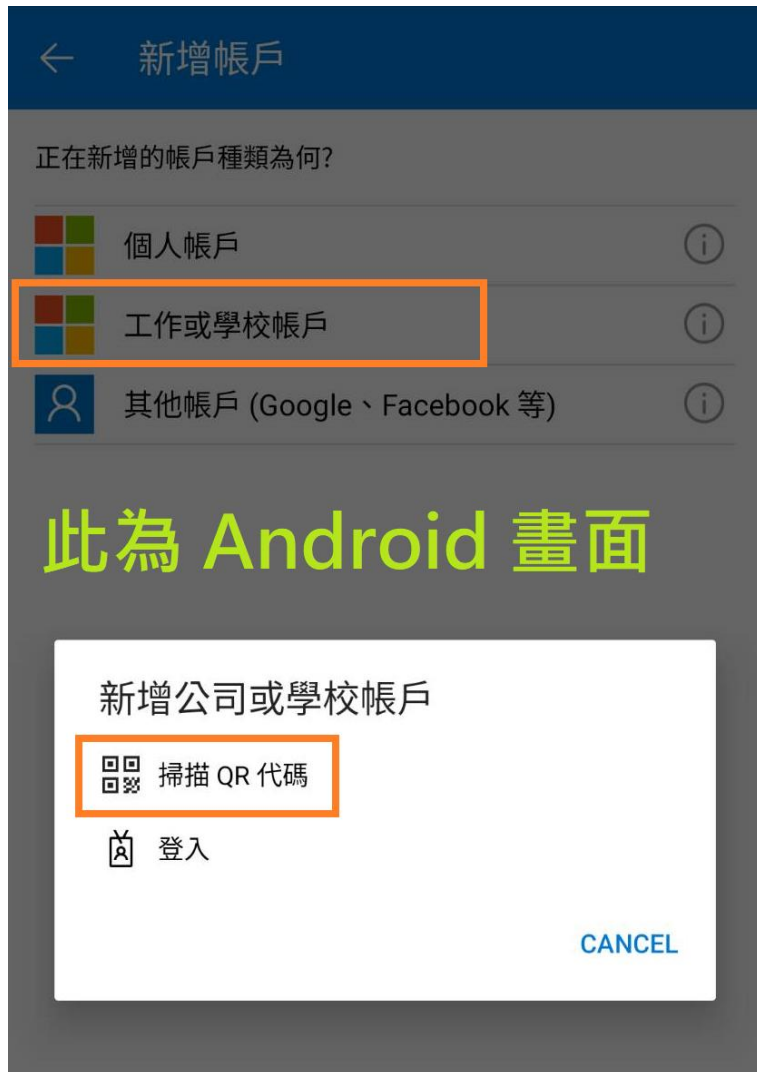 新增帳戶
正在新增的帳戶種類為何?
個人帳戶
工作或學校帳戶
其他帳戶 (Google、Facebook 等)
此為 Android 畫面
新增公司或學校帳戶
掃描 QR 代碼
登入
CANCEL